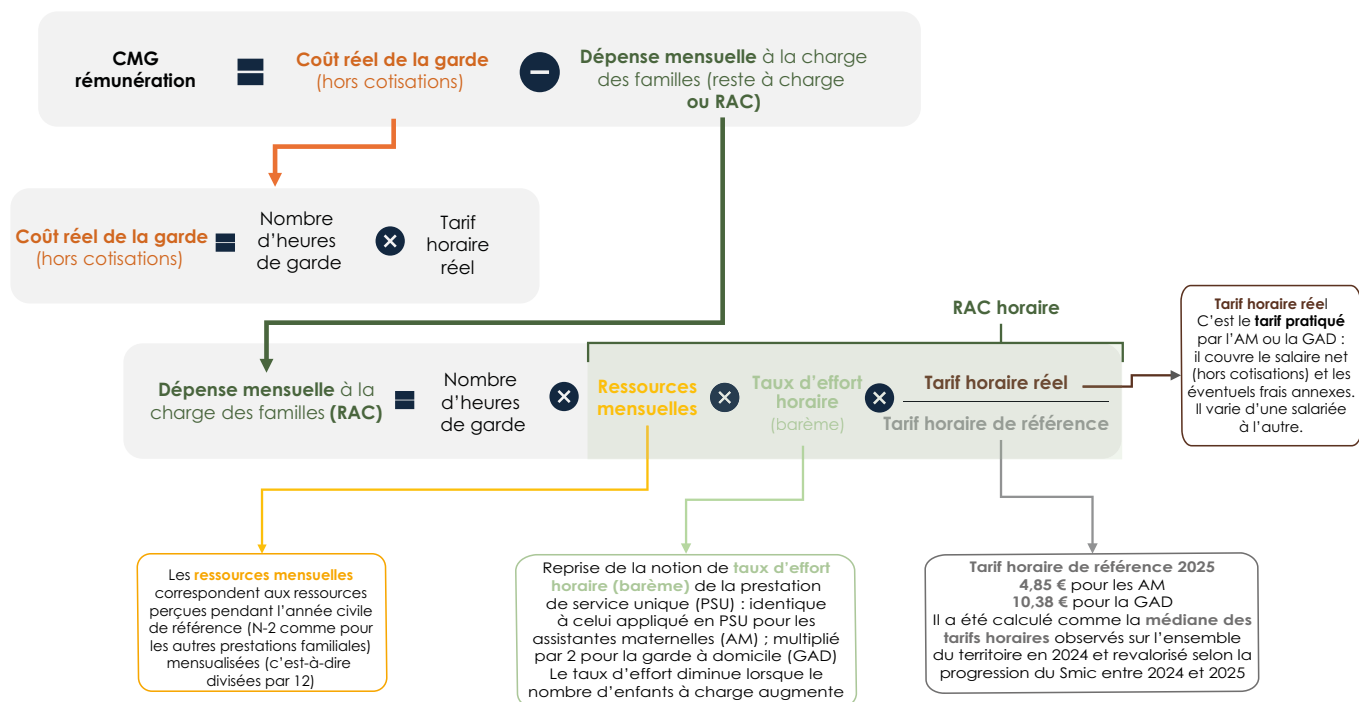 CMG
rémunération
Coût réel de la garde
(hors cotisations)
Dépense mensuelle à la charge
des familles (reste à charge
ou RAC)
Coût réel de la garde
(hors cotisations)
Nombre
d’heures
de garde
Tarif
horaire
réel
RAC horaire
Dépense mensuelle à la
charge des familles (RAC)
Nombre
d’heures
de garde
Ressources
mensuelles
Taux d'effort
horaire
(barème)
Tarif horaire réel
Tarif horaire de référence
Tarif horaire réel
C’est le tarif pratiqué
par l’AM ou la GAD :
il couvre le salaire net
(hors cotisations) et les
éventuels frais annexes.
Il varie d’une salariée
à l’autre.
Les ressources mensuelles
correspondent aux ressources
perçues pendant l’année civile
de référence (N-2 comme pour
les autres prestations familiales)
mensualisées (c’est-à-dire
divisées par 12)
Reprise de la notion de taux d’effort
horaire (barème) de la prestation
de service unique (PSU) : identique
à celui appliqué en PSU pour les
assistantes maternelles (AM) ; multiplié
par 2 pour la garde à domicile (GAD)
Le taux d’effort diminue lorsque le
nombre d’enfants à charge augmente
Tarif horaire de référence 2025
4,85 € pour les AM
10,38 € pour la GAD
Il a été calculé comme la médiane des
tarifs horaires observés sur l’ensemble
du territoire en 2024 et revalorisé selon la
progression du Smic entre 2024 et 2025